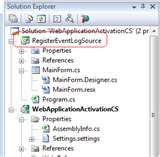 Solution Explorer
Solution 'WebApplicationActivationCS' (2
RegisterEventLogSource
Properties
References
MainForm.cs
MainForm.Designer.cs
MainForm.resx
Program.cs
WebApplicationActivationCS
Properties
AssemblyInfo.cs
Settings.settings
References